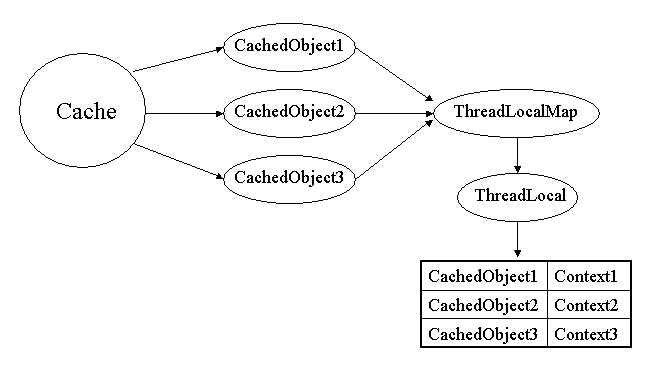 CachedObject1
Cache
CachedObject2
ThreadLocalMap
CachedObject3
ThreadLocal
CachedObject1 Context1
CachedObject2 Context2
CachedObject3 Context3